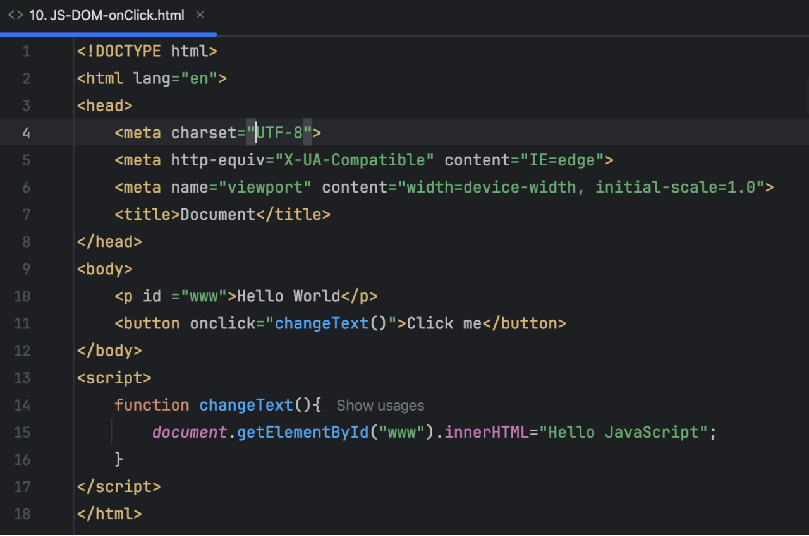 <> 10. JS-DOM-onClick.html ×
1 <!DOCTYPE html>
2 <html lang="en">
3 <head>
4     <meta charset="UTF-8">
5     <meta http-equiv="X-UA-Compatible" content="IE=edge">
6     <meta name="viewport" content="width=device-width, initial-scale=1.0">
7     <title>Document</title>
8 </head>
9 <body>
10     <p id ="www">Hello World</p>
11     <button onclick="changeText()">Click me</button>
12 </body>
13 <script>
14     function changeText(){ Show usages
15         document.getElementById("www").innerHTML="Hello JavaScript";
16     }
17 </script>
18 </html>